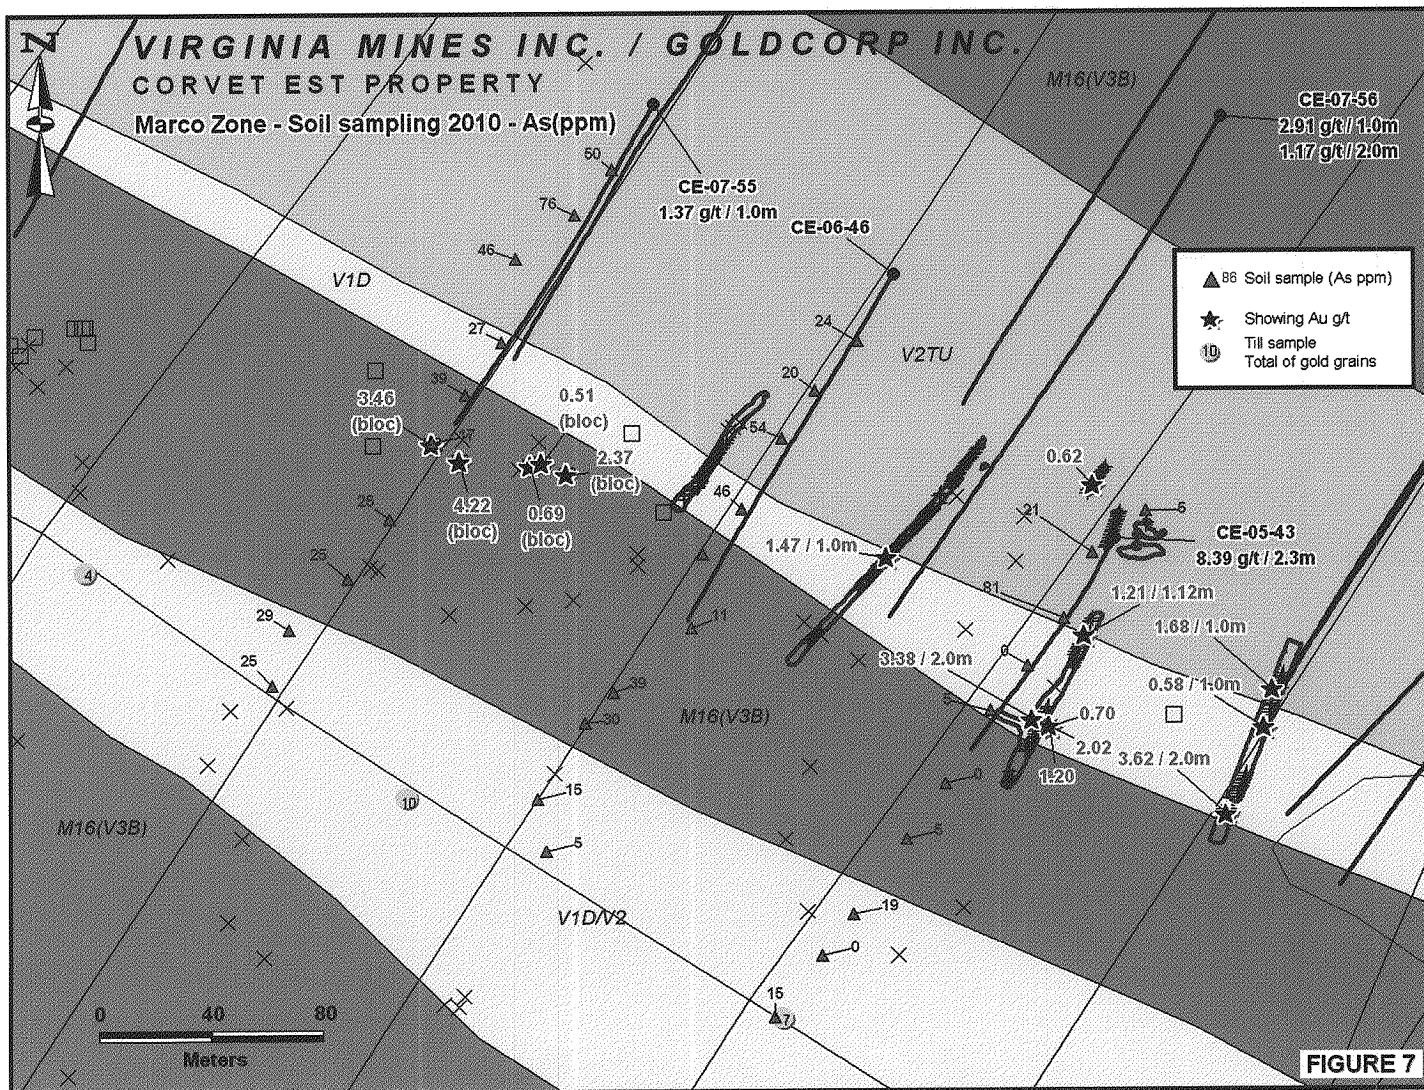 N
VIRGINIA MINES INC. / GOLDCORP INC.
CORVET EST PROPERTY
Marco Zone - Soil sampling 2010 - As(ppm)
M16(V3B)
CE-07-56
2.91 g/t / 1.0m
1.17 g/t / 2.0m
50
CE-07-55
1.37 g/t / 1.0m
76
CE-06-46
46
V1D
86 Soil sample (As ppm)
Showing Au g/t
10 Till sample
Total of gold grains
27
24
V2TU
20
39
3.46
(bloc)
0.51
(bloc)
54
2.37
(bloc)
0.62
46
4.22
(bloc)
0.69
(bloc)
21
5
CE-05-43
8.39 g/t / 2.3m
1.47 / 1.0m
25
4
29
81
1.21 / 1.12m
1.68 / 1.0m
11
0
3.38 / 2.0m
25
0.58 / 1.0m
39
30
M16(V3B)
5
0.70
2.02
3.62 / 2.0m
1.20
0
15
10
M16(V3B)
5
19
V1D/V2
0
15
7
0 40 80
Meters
FIGURE 7